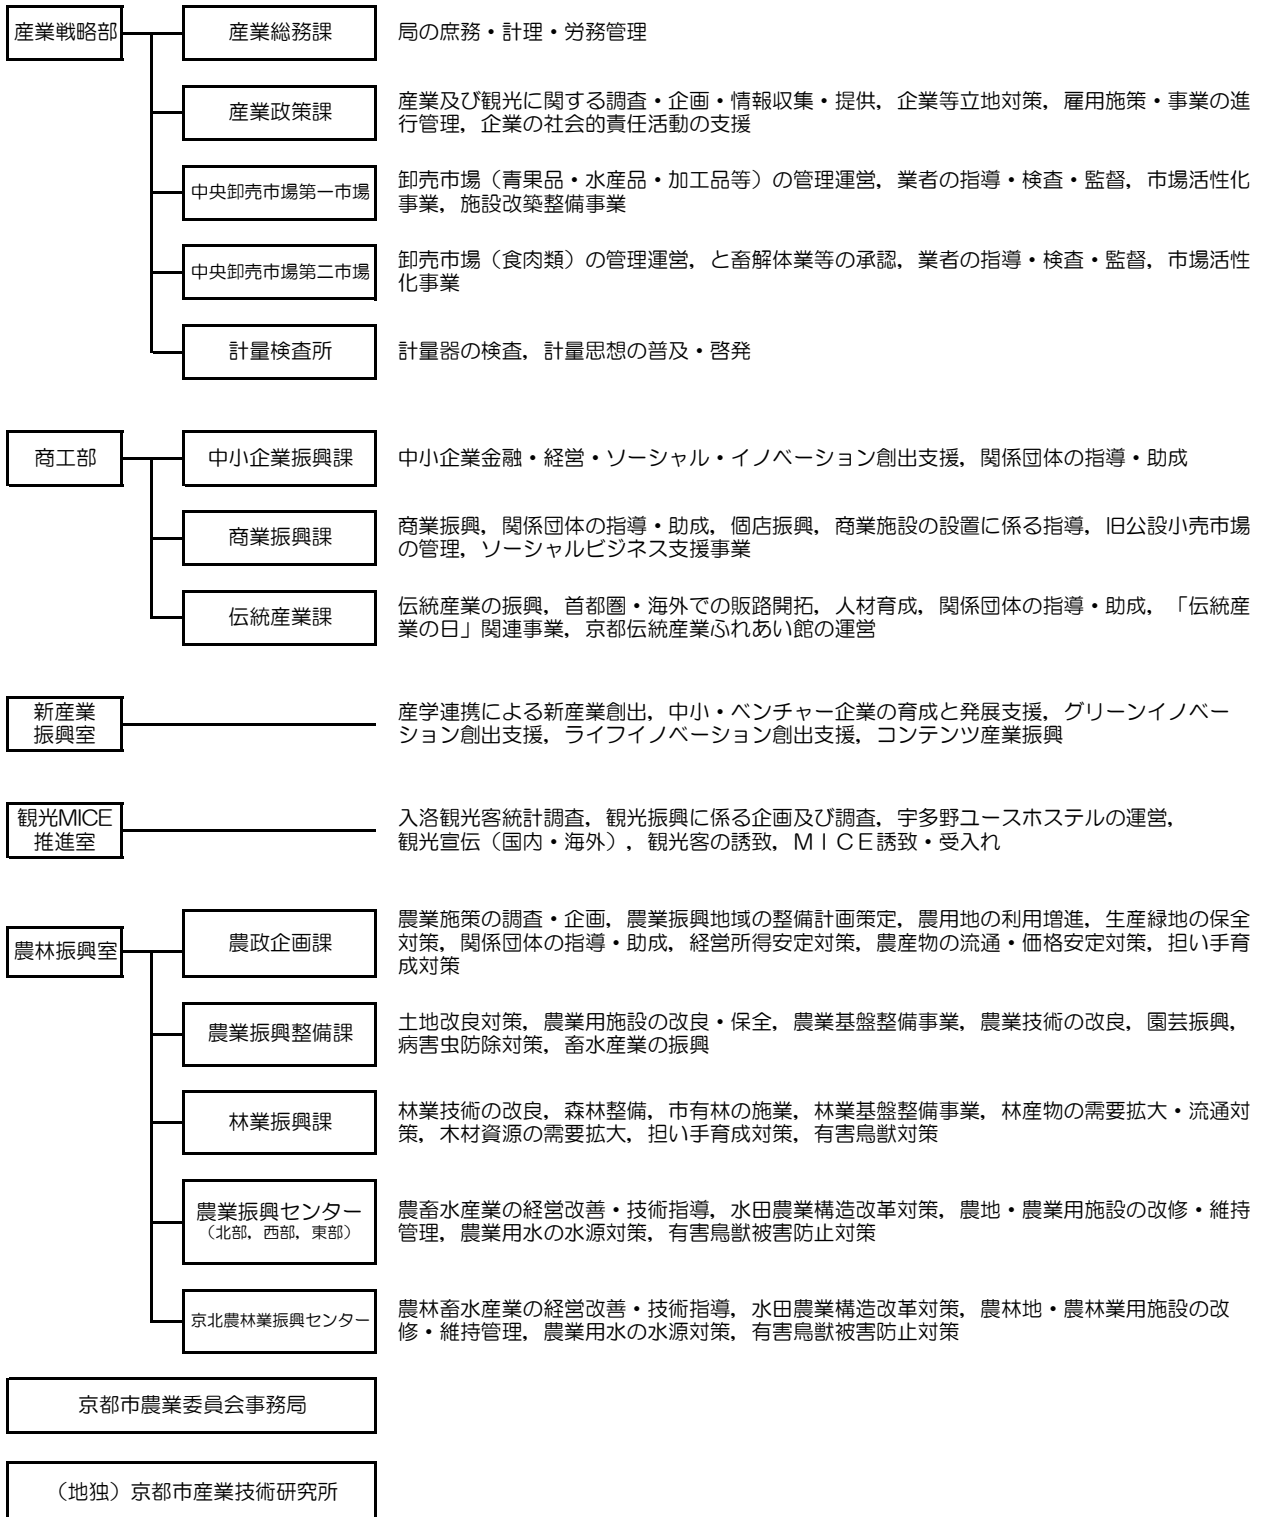 産業戦略部
産業総務課
局の庶務・計理・労務管理
産業政策課
産業及び観光に関する調査・企画・情報収集・提供，企業等立地対策，雇用施策・事業の進
行管理，企業の社会的責任活動の支援
中央卸売市場第一市場
卸売市場（青果品・水産品・加工品等）の管理運営，業者の指導・検査・監督，市場活性化
事業，施設改築整備事業
中央卸売市場第二市場
卸売市場（食肉類）の管理運営，と畜解体業等の承認，業者の指導・検査・監督，市場活性
化事業
計量検査所
計量器の検査，計量思想の普及・啓発
商工部
中小企業振興課
中小企業金融・経営・ソーシャル・イノベーション創出支援，関係団体の指導・助成
商業振興課
商業振興，関係団体の指導・助成，個店振興，商業施設の設置に係る指導，旧公設小売市場
の管理，ソーシャルビジネス支援事業
伝統産業課
伝統産業の振興，首都圏・海外での販路開拓，人材育成，関係団体の指導・助成，「伝統産
業の日」関連事業，京都伝統産業ふれあい館の運営
新産業
振興室
産学連携による新産業創出，中小・ベンチャー企業の育成と発展支援，グリーンイノベー
ション創出支援，ライフイノベーション創出支援，コンテンツ産業振興
観光MICE
推進室
入洛観光客統計調査，観光振興に係る企画及び調査，宇多野ユースホステルの運営，
観光宣伝（国内・海外），観光客の誘致，ＭＩＣＥ誘致・受入れ
農林振興室
農政企画課
農業施策の調査・企画，農業振興地域の整備計画策定，農用地の利用増進，生産緑地の保全
対策，関係団体の指導・助成，経営所得安定対策，農産物の流通・価格安定対策，担い手育
成対策
農業振興整備課
土地改良対策，農業用施設の改良・保全，農業基盤整備事業，農業技術の改良，園芸振興，
病害虫防除対策，畜水産業の振興
林業振興課
林業技術の改良，森林整備，市有林の施業，林業基盤整備事業，林産物の需要拡大・流通対
策，木材資源の需要拡大，担い手育成対策，有害鳥獣対策
農業振興センター
（北部，西部，東部）
農畜水産業の経営改善・技術指導，水田農業構造改革対策，農地・農業用施設の改修・維持
管理，農業用水の水源対策，有害鳥獣被害防止対策
京北農林業振興センター
農林畜水産業の経営改善・技術指導，水田農業構造改革対策，農林地・農林業用施設の改
修・維持管理，農業用水の水源対策，有害鳥獣被害防止対策
京都市農業委員会事務局
（地独）京都市産業技術研究所